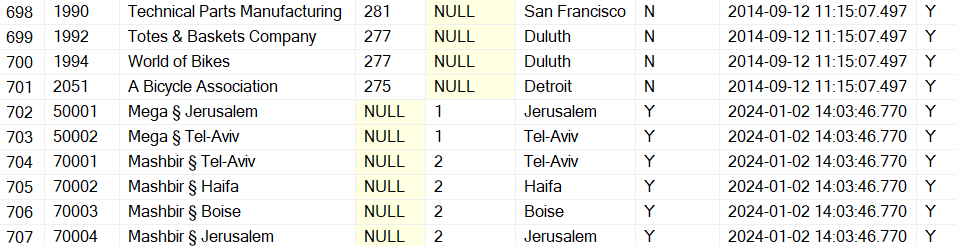 698 1990 Technical Parts Manufacturing 281 NULL San Francisco N 2014-09-12 11:15:07.497 Y
699 1992 Totes & Baskets Company 277 NULL Duluth N 2014-09-12 11:15:07.497 Y
700 1994 World of Bikes 277 NULL Duluth N 2014-09-12 11:15:07.497 Y
701 2051 A Bicycle Association 275 NULL Detroit N 2014-09-12 11:15:07.497 Y
702 50001 Mega § Jerusalem NULL 1 Jerusalem Y 2024-01-02 14:03:46.770 Y
703 50002 Mega § Tel-Aviv NULL 1 Tel-Aviv Y 2024-01-02 14:03:46.770 Y
704 70001 Mashbir § Tel-Aviv NULL 2 Tel-Aviv Y 2024-01-02 14:03:46.770 Y
705 70002 Mashbir § Haifa NULL 2 Haifa Y 2024-01-02 14:03:46.770 Y
706 70003 Mashbir § Boise NULL 2 Boise Y 2024-01-02 14:03:46.770 Y
707 70004 Mashbir § Jerusalem NULL 2 Jerusalem Y 2024-01-02 14:03:46.770 Y